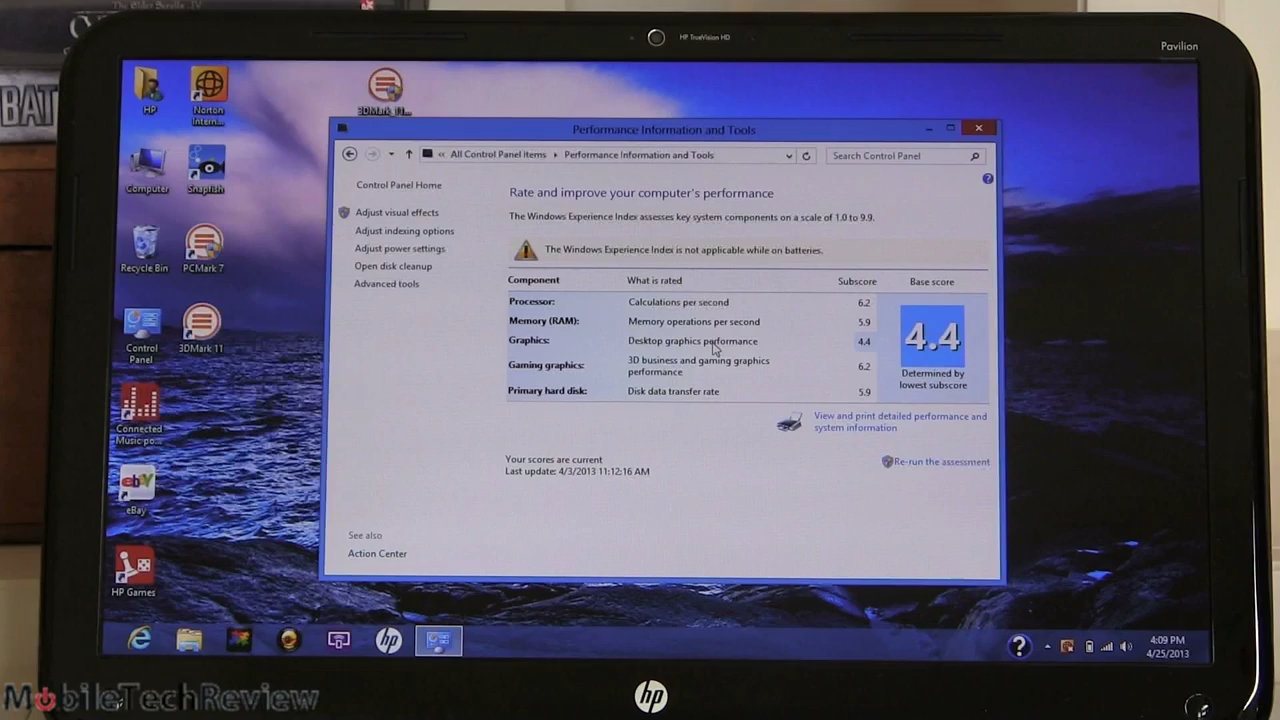 The Elder Scrolls IV
BAT
HP TrueVision HD
Pavilion
HP
Norton
Intern...
3DMark_11...
Computer
Snapfish
Recycle Bin
PCMark 7
Control
Panel
3DMark 11
Connected
Music po...
ebY
eBay
HP Games
Performance Information and Tools
« All Control Panel Items ▸ Performance Information and Tools
Search Control Panel
Control Panel Home
Adjust visual effects
Adjust indexing options
Adjust power settings
Open disk cleanup
Advanced tools
See also
Action Center
Rate and improve your computer's performance
The Windows Experience Index assesses key system components on a scale of 1.0 to 9.9.
The Windows Experience Index is not applicable while on batteries.
Component What is rated Subscore Base score
Processor: Calculations per second 6.2
Memory (RAM): Memory operations per second 5.9
Graphics: Desktop graphics performance 4.4
Gaming graphics: 3D business and gaming graphics
performance 6.2
Primary hard disk: Disk data transfer rate 5.9
4.4
Determined by
lowest subscore
View and print detailed performance and
system information
Your scores are current
Last update: 4/3/2013 11:12:16 AM
Re-run the assessment
hp
4:09 PM
4/25/2013
MobileTechReview
hp